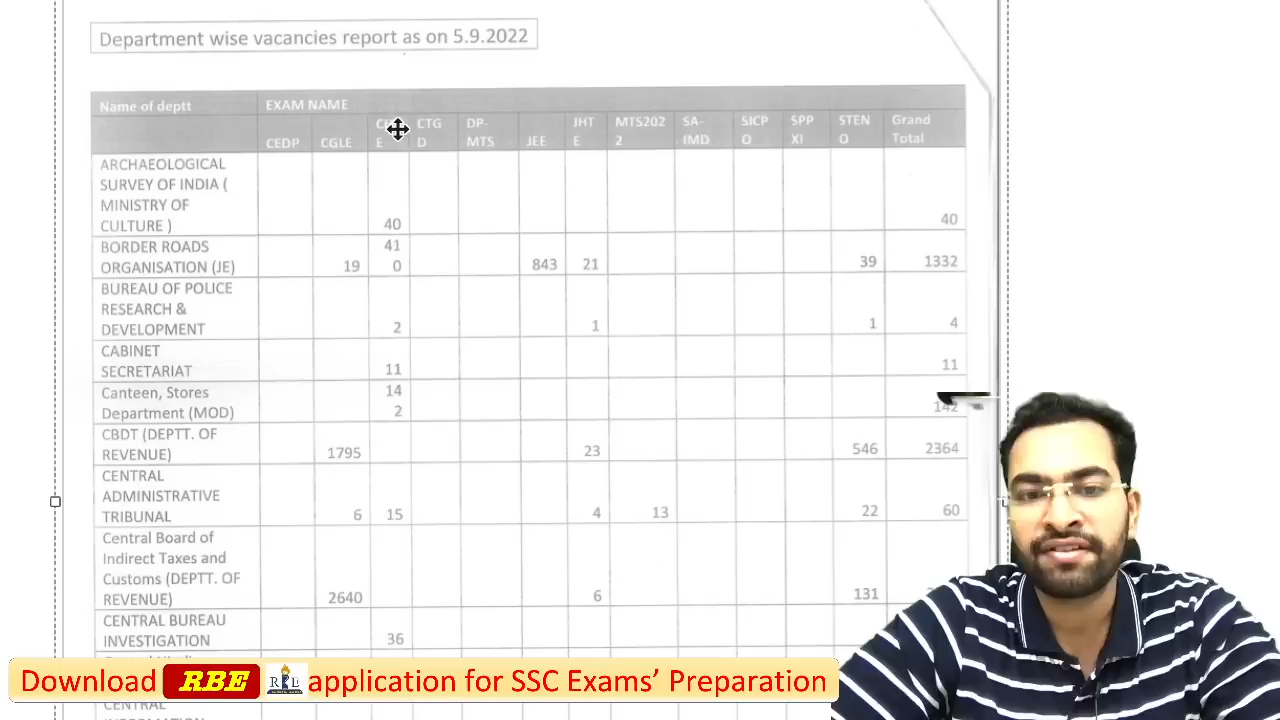 Department wise vacancies report as on 5.9.2022
Name of deptt EXAM NAME
CEDP CGLE E CTG D DP- MTS JEE JHT E MTS202 2 SA- IMD SICP O SPP XI STEN O Grand Total
ARCHAEOLOGICAL
SURVEY OF INDIA (
MINISTRY OF
CULTURE ) 40 40
BORDER ROADS 41
ORGANISATION (JE) 19 0 843 21 39 1332
BUREAU OF POLICE
RESEARCH &
DEVELOPMENT 2 1 1 4
CABINET
SECRETARIAT 11 11
Canteen, Stores 14
Department (MOD) 2 142
CBDT (DEPTT. OF
REVENUE) 1795 23 546 2364
CENTRAL
ADMINISTRATIVE
TRIBUNAL 6 15 4 13 22 60
Central Board of
Indirect Taxes and
Customs (DEPTT. OF
REVENUE) 2640 6 131
CENTRAL BUREAU
INVESTIGATION 36
Download RBE RBE application for SSC Exams' Preparation
CENTRAL